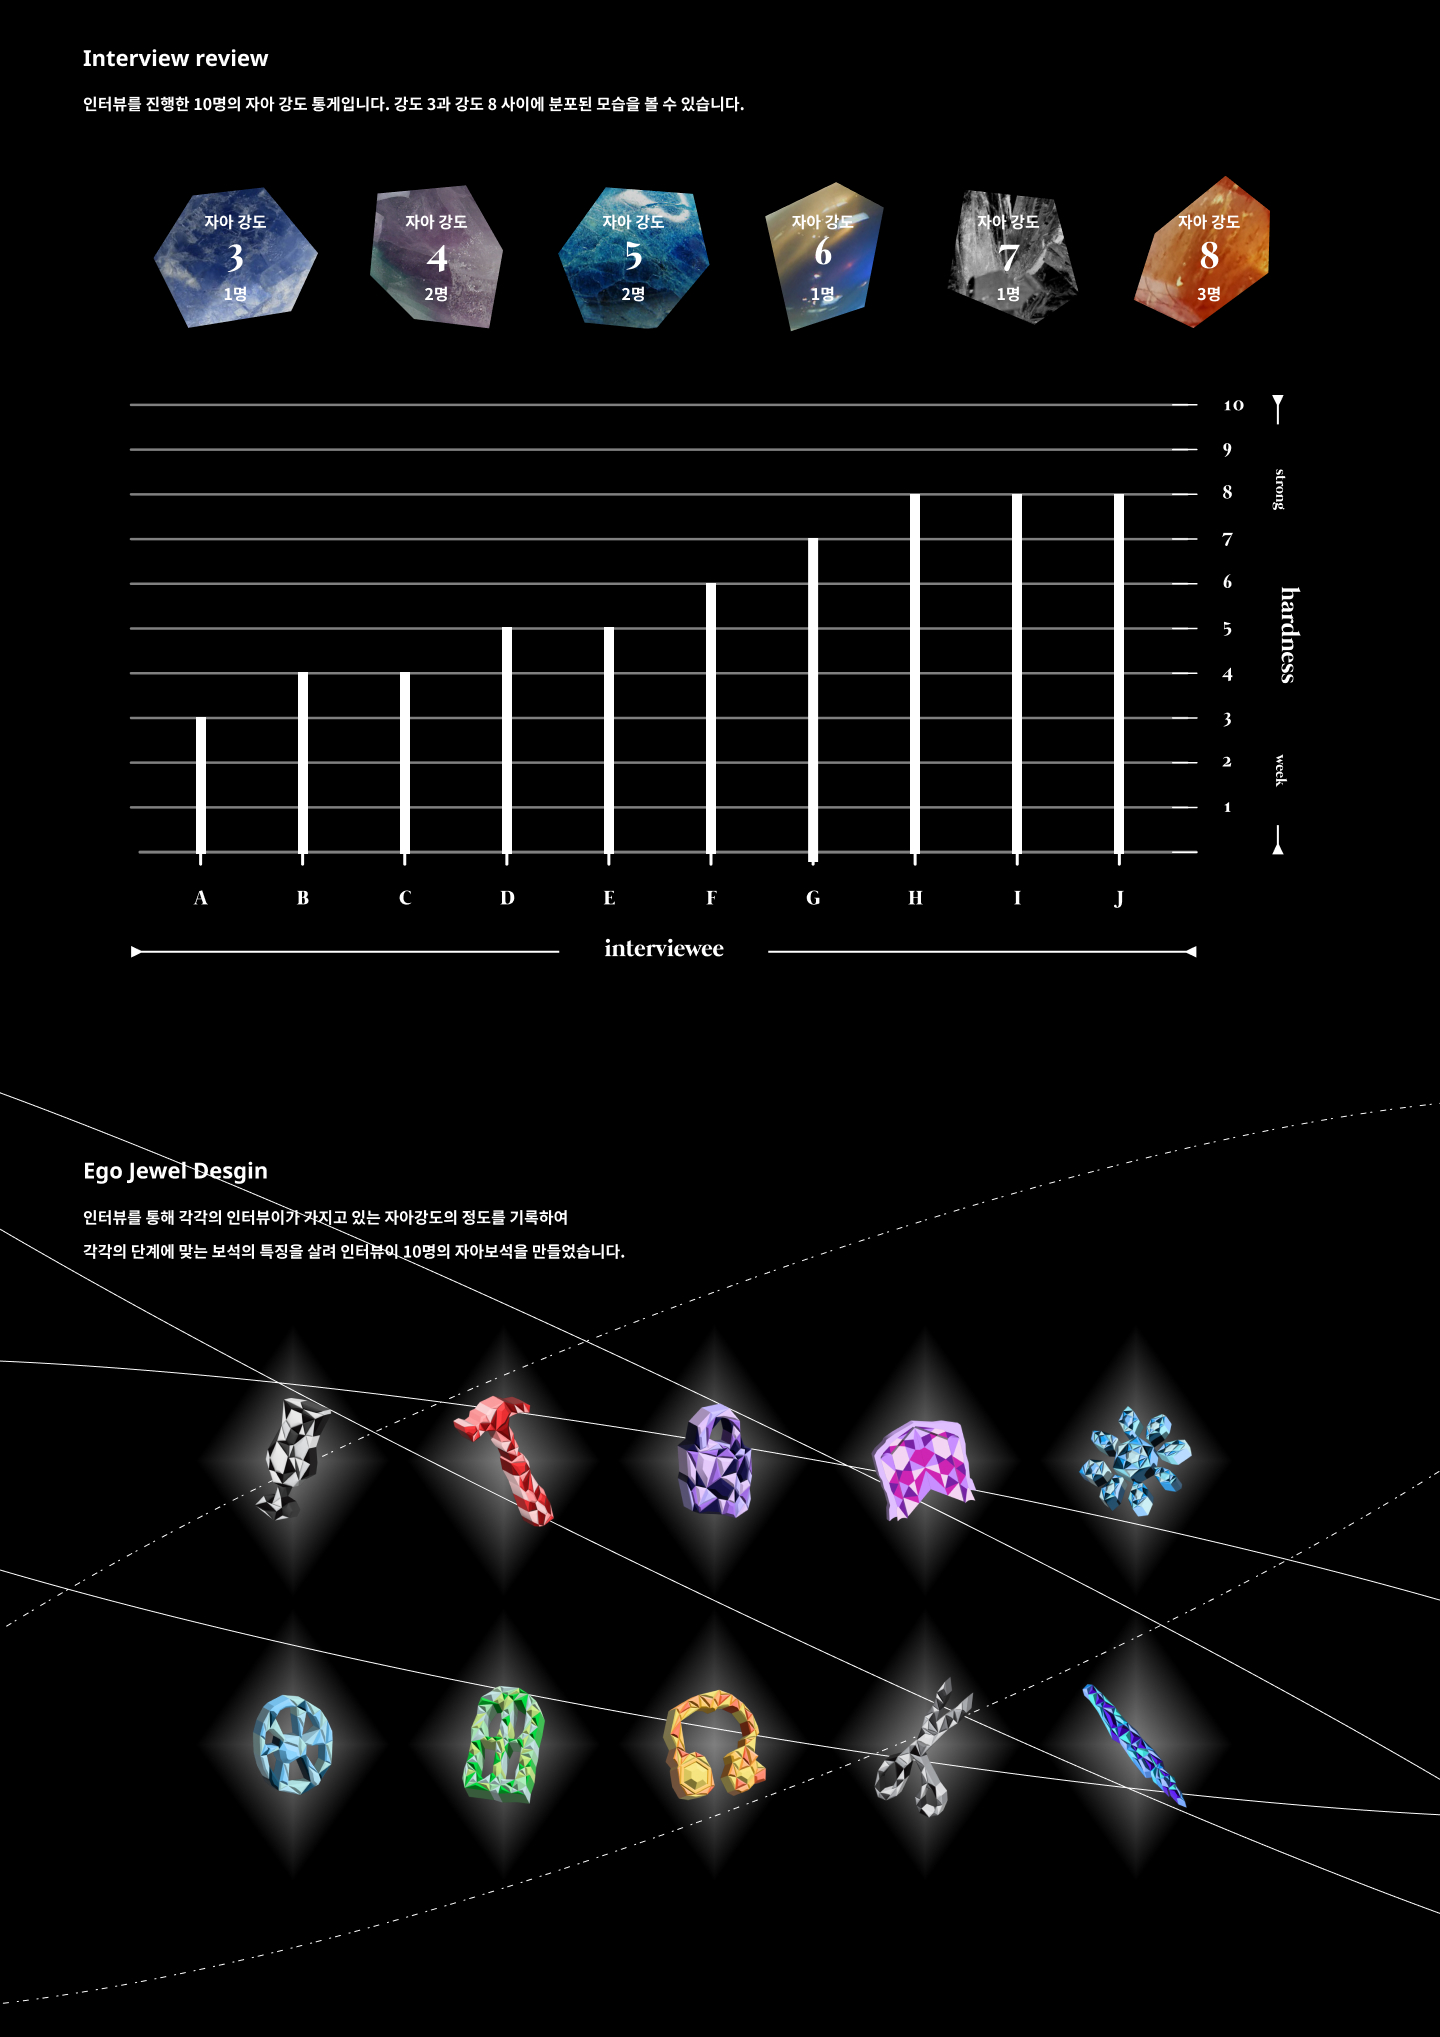 Interview review
인터뷰를 진행한 10명의 자아 강도 통게입니다. 강도 3과 강도 8 사이에 분포된 모습을 볼 수 있습니다.
자아 강도
3
1명
자아 강도
4
2명
자아 강도
5
2명
자아 강도
6
1명
자아 강도
7
1명
자아 강도
8
3명
10
9
8
7
6
5
4
3
2
1
strong
hardness
week
A B C D E F G H I J
interviewee
Ego Jewel Desgin
인터뷰를 통해 각각의 인터뷰이가 가지고 있는 자아강도의 정도를 기록하여
각각의 단계에 맞는 보석의 특징을 살려 인터뷰이 10명의 자아보석을 만들었습니다.